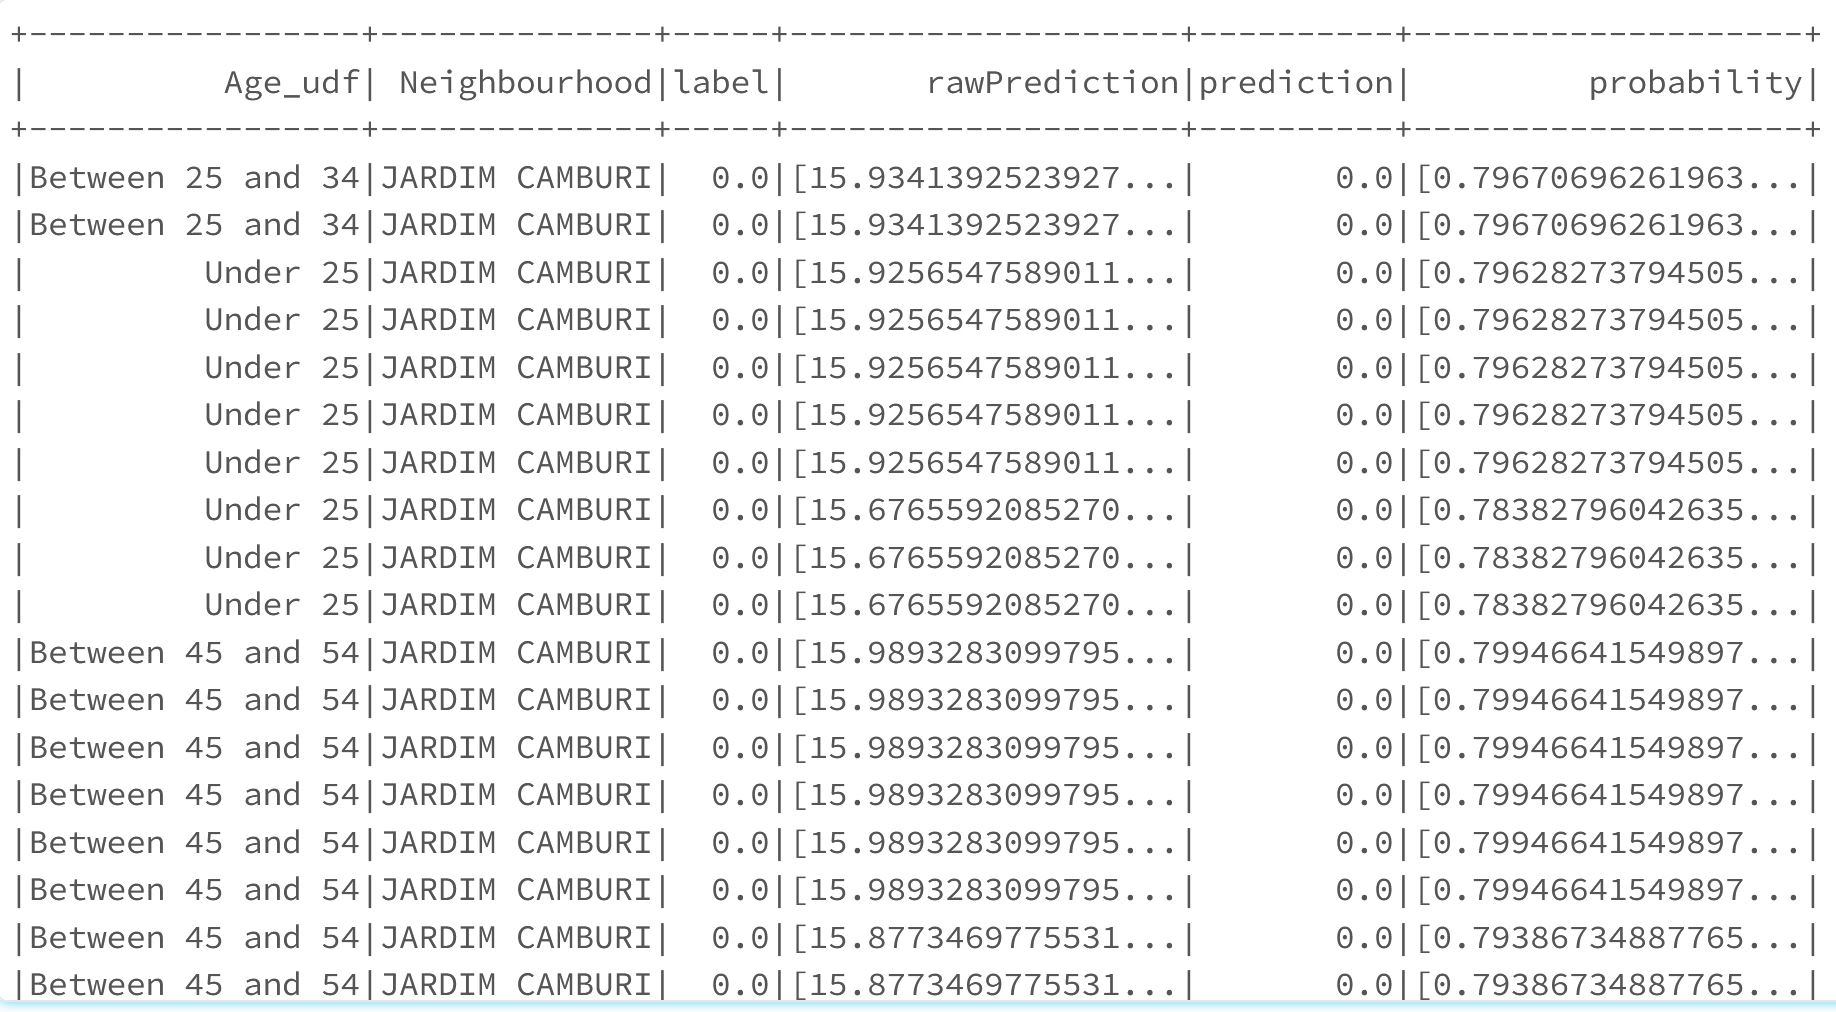 +-----------------+--------------+-----+--------------------+----------+--------------------+
|          Age_udf| Neighbourhood|label|       rawPrediction|prediction|         probability|
+-----------------+--------------+-----+--------------------+----------+--------------------+
|Between 25 and 34|JARDIM CAMBURI|  0.0|[15.9341392523927...|       0.0|[0.79670696261963...|
|Between 25 and 34|JARDIM CAMBURI|  0.0|[15.9341392523927...|       0.0|[0.79670696261963...|
|         Under 25|JARDIM CAMBURI|  0.0|[15.9256547589011...|       0.0|[0.79628273794505...|
|         Under 25|JARDIM CAMBURI|  0.0|[15.9256547589011...|       0.0|[0.79628273794505...|
|         Under 25|JARDIM CAMBURI|  0.0|[15.9256547589011...|       0.0|[0.79628273794505...|
|         Under 25|JARDIM CAMBURI|  0.0|[15.9256547589011...|       0.0|[0.79628273794505...|
|         Under 25|JARDIM CAMBURI|  0.0|[15.9256547589011...|       0.0|[0.79628273794505...|
|         Under 25|JARDIM CAMBURI|  0.0|[15.6765592085270...|       0.0|[0.78382796042635...|
|         Under 25|JARDIM CAMBURI|  0.0|[15.6765592085270...|       0.0|[0.78382796042635...|
|         Under 25|JARDIM CAMBURI|  0.0|[15.6765592085270...|       0.0|[0.78382796042635...|
|Between 45 and 54|JARDIM CAMBURI|  0.0|[15.9893283099795...|       0.0|[0.79946641549897...|
|Between 45 and 54|JARDIM CAMBURI|  0.0|[15.9893283099795...|       0.0|[0.79946641549897...|
|Between 45 and 54|JARDIM CAMBURI|  0.0|[15.9893283099795...|       0.0|[0.79946641549897...|
|Between 45 and 54|JARDIM CAMBURI|  0.0|[15.9893283099795...|       0.0|[0.79946641549897...|
|Between 45 and 54|JARDIM CAMBURI|  0.0|[15.9893283099795...|       0.0|[0.79946641549897...|
|Between 45 and 54|JARDIM CAMBURI|  0.0|[15.9893283099795...|       0.0|[0.79946641549897...|
|Between 45 and 54|JARDIM CAMBURI|  0.0|[15.8773469775531...|       0.0|[0.79386734887765...|
|Between 45 and 54|JARDIM CAMBURI|  0.0|[15.8773469775531...|       0.0|[0.79386734887765...|